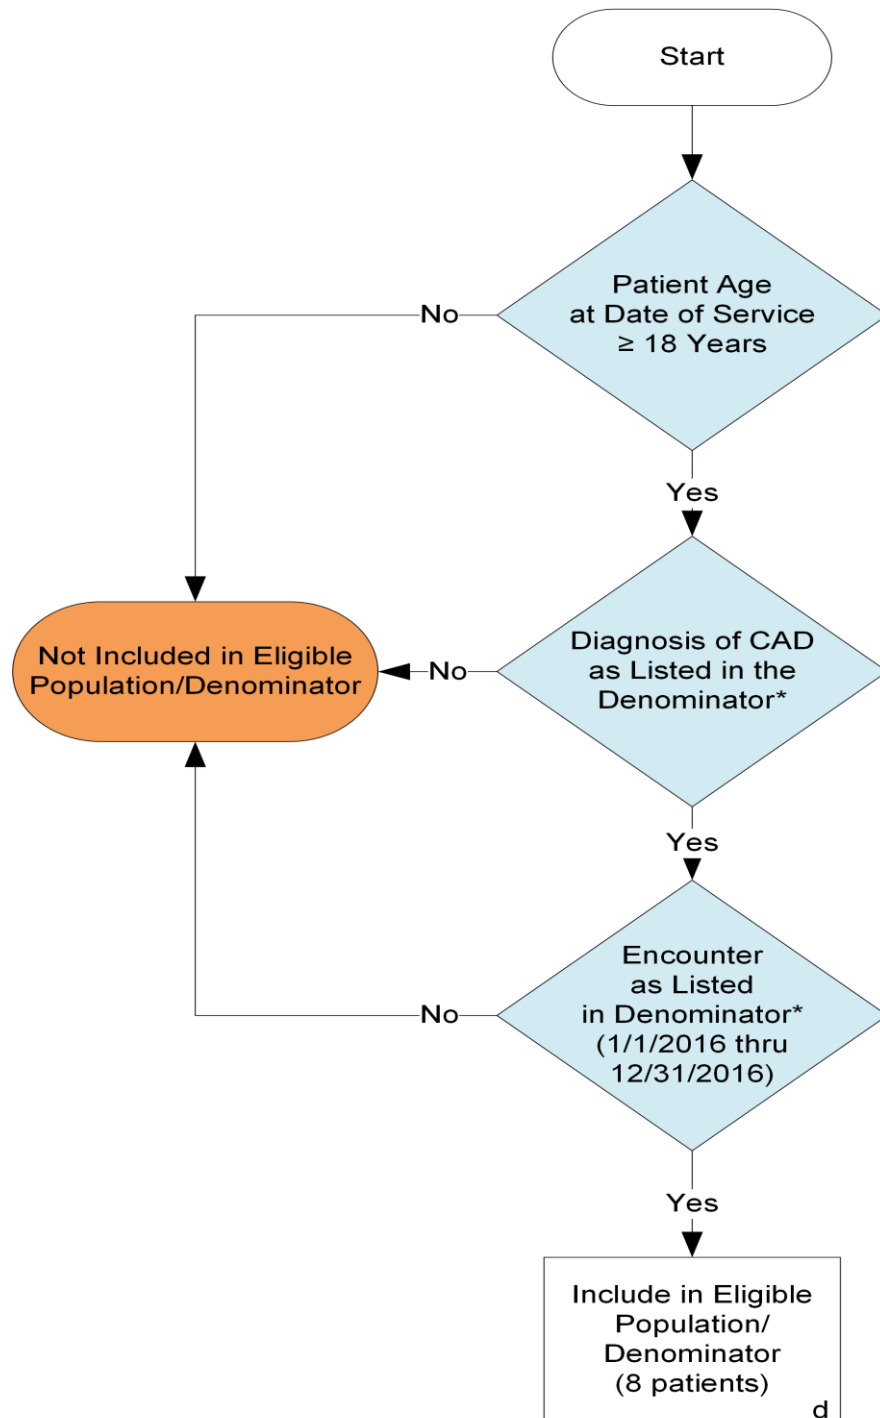 Start
Patient Age
at Date of Service
≥ 18 Years
No
Yes
Diagnosis of CAD
as Listed in the
Denominator*
No
Not Included in Eligible
Population/Denominator
Yes
Encounter
as Listed
in Denominator*
(1/1/2016 thru
12/31/2016)
No
Yes
Include in Eligible
Population/
Denominator
(8 patients)
d